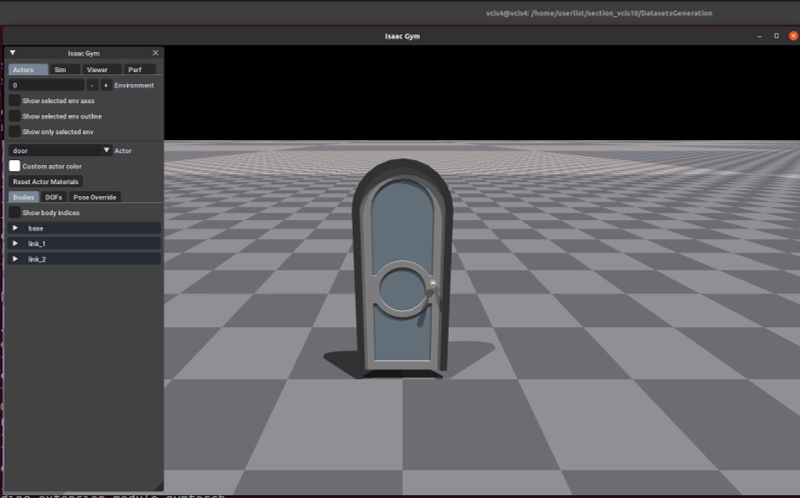 vcis4@vcis4: /home/userlist/section_vcis10/DatasetsGeneration
Isaac Gym
Isaac Gym
Actors Sim Viewer Perf
0 - + Environment
Show selected env axes
Show selected env outline
Show only selected env
door Actor
Custom actor color
Reset Actor Materials
Bodies DOFs Pose Override
Show body indices
base
link_1
link_2